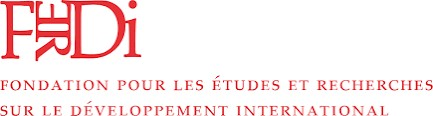 FERDi
FONDATION POUR LES ÉTUDES ET RECHERCHES
SUR LE DÉVELOPPEMENT INTERNATIONAL